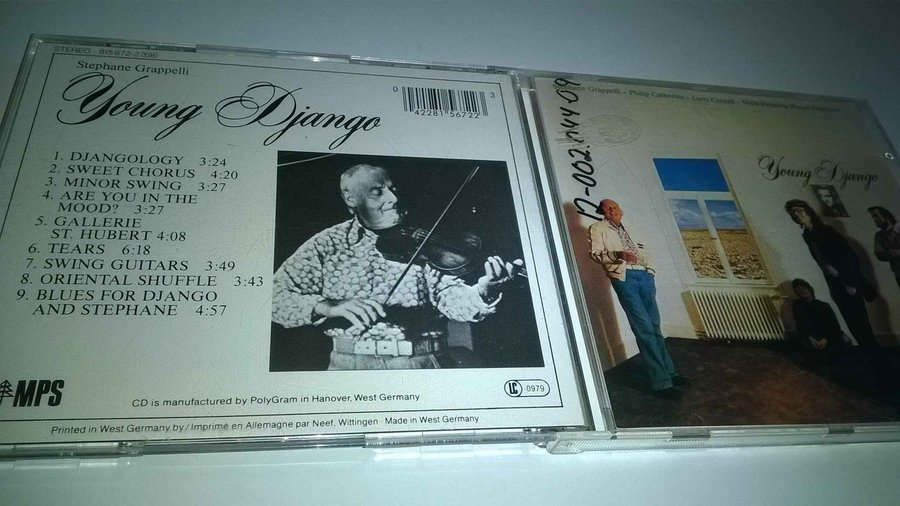 STEREO 815 672-2
Stephane Grappelli
Young Django
0 42281 56722 3
1. DJANGOLOGY 3:24
2. SWEET CHORUS 4:20
3. MINOR SWING 3:27
4. ARE YOU IN THE
MOOD? 3:27
5. GALLERIE
ST. HUBERT 4:08
6. TEARS 6:18
7. SWING GUITARS 3:49
8. ORIENTAL SHUFFLE 3:43
9. BLUES FOR DJANGO
AND STEPHANE 4:57
MPS
LC 0979
CD is manufactured by PolyGram in Hanover, West Germany
Printed in West Germany by / Imprimé en Allemagne par Neef, Wittingen · Made in West Germany
Stephane Grappelli – Philip Catherine – Larry Coryell – Niels-Henning Ørsted Pedersen
Young Django